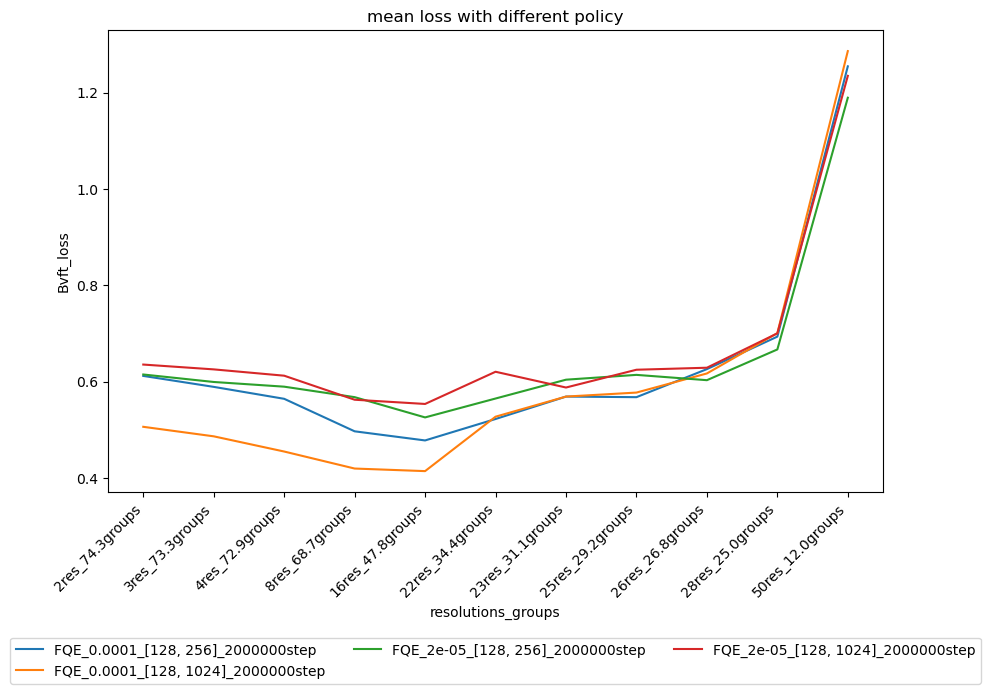 mean loss with different policy
Bvft_loss
1.2
1.0
0.8
0.6
0.4
2res_74.3groups
3res_73.3groups
4res_72.9groups
8res_68.7groups
16res_47.8groups
22res_34.4groups
23res_31.1groups
25res_29.2groups
26res_26.8groups
28res_25.0groups
50res_12.0groups
resolutions_groups
FQE_0.0001_[128, 256]_2000000step
FQE_0.0001_[128, 1024]_2000000step
FQE_2e-05_[128, 256]_2000000step
FQE_2e-05_[128, 1024]_2000000step